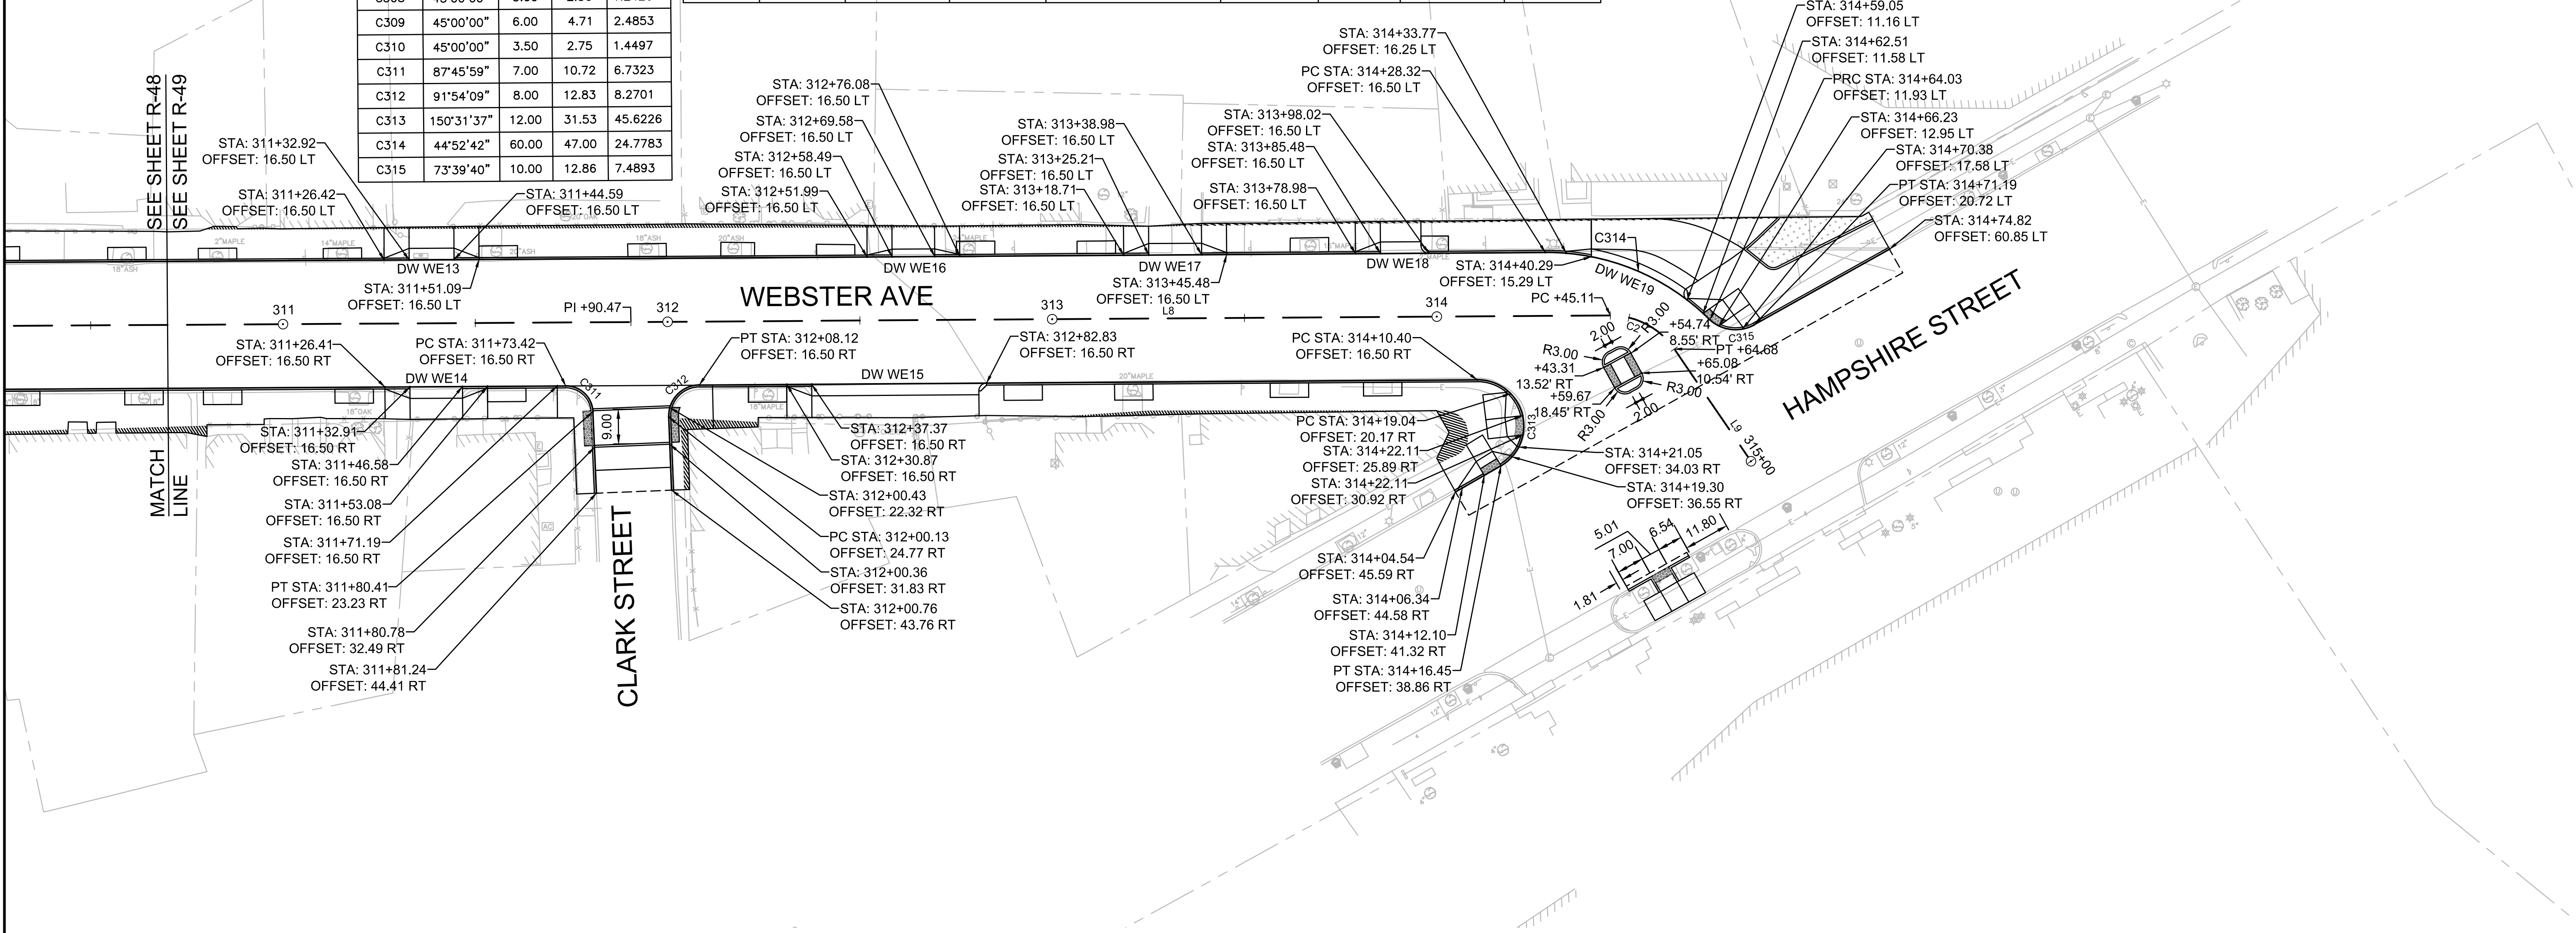 C309 45°00'00" 6.00 4.71 2.4853
C310 45°00'00" 3.50 2.75 1.4497
C311 87°45'59" 7.00 10.72 6.7323
C312 91°54'09" 8.00 12.83 8.2701
C313 150°31'37" 12.00 31.53 45.6226
C314 44°52'42" 60.00 47.00 24.7783
C315 73°39'40" 10.00 12.86 7.4893
SEE SHEET R-48
SEE SHEET R-49
MATCH
LINE
STA: 311+32.92
OFFSET: 16.50 LT
STA: 311+26.42
OFFSET: 16.50 LT
STA: 311+44.59
OFFSET: 16.50 LT
STA: 311+51.09
OFFSET: 16.50 LT
STA: 312+76.08
OFFSET: 16.50 LT
STA: 312+69.58
OFFSET: 16.50 LT
STA: 312+58.49
OFFSET: 16.50 LT
STA: 312+51.99
OFFSET: 16.50 LT
STA: 313+38.98
OFFSET: 16.50 LT
STA: 313+25.21
OFFSET: 16.50 LT
STA: 313+18.71
OFFSET: 16.50 LT
STA: 313+45.48
OFFSET: 16.50 LT
STA: 314+33.77
OFFSET: 16.25 LT
PC STA: 314+28.32
OFFSET: 16.50 LT
STA: 313+98.02
OFFSET: 16.50 LT
STA: 313+85.48
OFFSET: 16.50 LT
STA: 313+78.98
OFFSET: 16.50 LT
STA: 314+40.29
OFFSET: 15.29 LT
STA: 314+59.05
OFFSET: 11.16 LT
STA: 314+62.51
OFFSET: 11.58 LT
PRC STA: 314+64.03
OFFSET: 11.93 LT
STA: 314+66.23
OFFSET: 12.95 LT
STA: 314+70.38
OFFSET: 17.58 LT
PT STA: 314+71.19
OFFSET: 20.72 LT
STA: 314+74.82
OFFSET: 60.85 LT
2"MAPLE
14"MAPLE
18"ASH
20"OAK
20"ASH
18"ASH
20"ASH
DW WE13
DW WE16
DW WE17
DW WE18
DW WE19
C314
C315
WEBSTER AVE
HAMPSHIRE STREET
CLARK STREET
311
PI +90.47
312
313
L8
314
PC +45.11
C2
PT +64.68
L9
315+00
2.00
R3.00
R3.00
R3.00
R3.00
2.00
+54.74
8.55' RT
+65.08
10.54' RT
+43.31
13.52' RT
+59.67
18.45' RT
STA: 311+26.41
OFFSET: 16.50 RT
PC STA: 311+73.42
OFFSET: 16.50 RT
PT STA: 312+08.12
OFFSET: 16.50 RT
STA: 312+82.83
OFFSET: 16.50 RT
PC STA: 314+10.40
OFFSET: 16.50 RT
DW WE14
DW WE15
C311
C312
C313
9.00
18"OAK
18"MAPLE
20"MAPLE
STA: 311+32.91
OFFSET: 16.50 RT
STA: 311+46.58
OFFSET: 16.50 RT
STA: 311+53.08
OFFSET: 16.50 RT
STA: 311+71.19
OFFSET: 16.50 RT
PT STA: 311+80.41
OFFSET: 23.23 RT
STA: 311+80.78
OFFSET: 32.49 RT
STA: 311+81.24
OFFSET: 44.41 RT
STA: 312+37.37
OFFSET: 16.50 RT
STA: 312+30.87
OFFSET: 16.50 RT
STA: 312+00.43
OFFSET: 22.32 RT
PC STA: 312+00.13
OFFSET: 24.77 RT
STA: 312+00.36
OFFSET: 31.83 RT
STA: 312+00.76
OFFSET: 43.76 RT
PC STA: 314+19.04
OFFSET: 20.17 RT
STA: 314+22.11
OFFSET: 25.89 RT
STA: 314+22.11
OFFSET: 30.92 RT
STA: 314+21.05
OFFSET: 34.03 RT
STA: 314+19.30
OFFSET: 36.55 RT
STA: 314+04.54
OFFSET: 45.59 RT
STA: 314+06.34
OFFSET: 44.58 RT
STA: 314+12.10
OFFSET: 41.32 RT
PT STA: 314+16.45
OFFSET: 38.86 RT
5.01
6.54
11.80
7.00
1.81